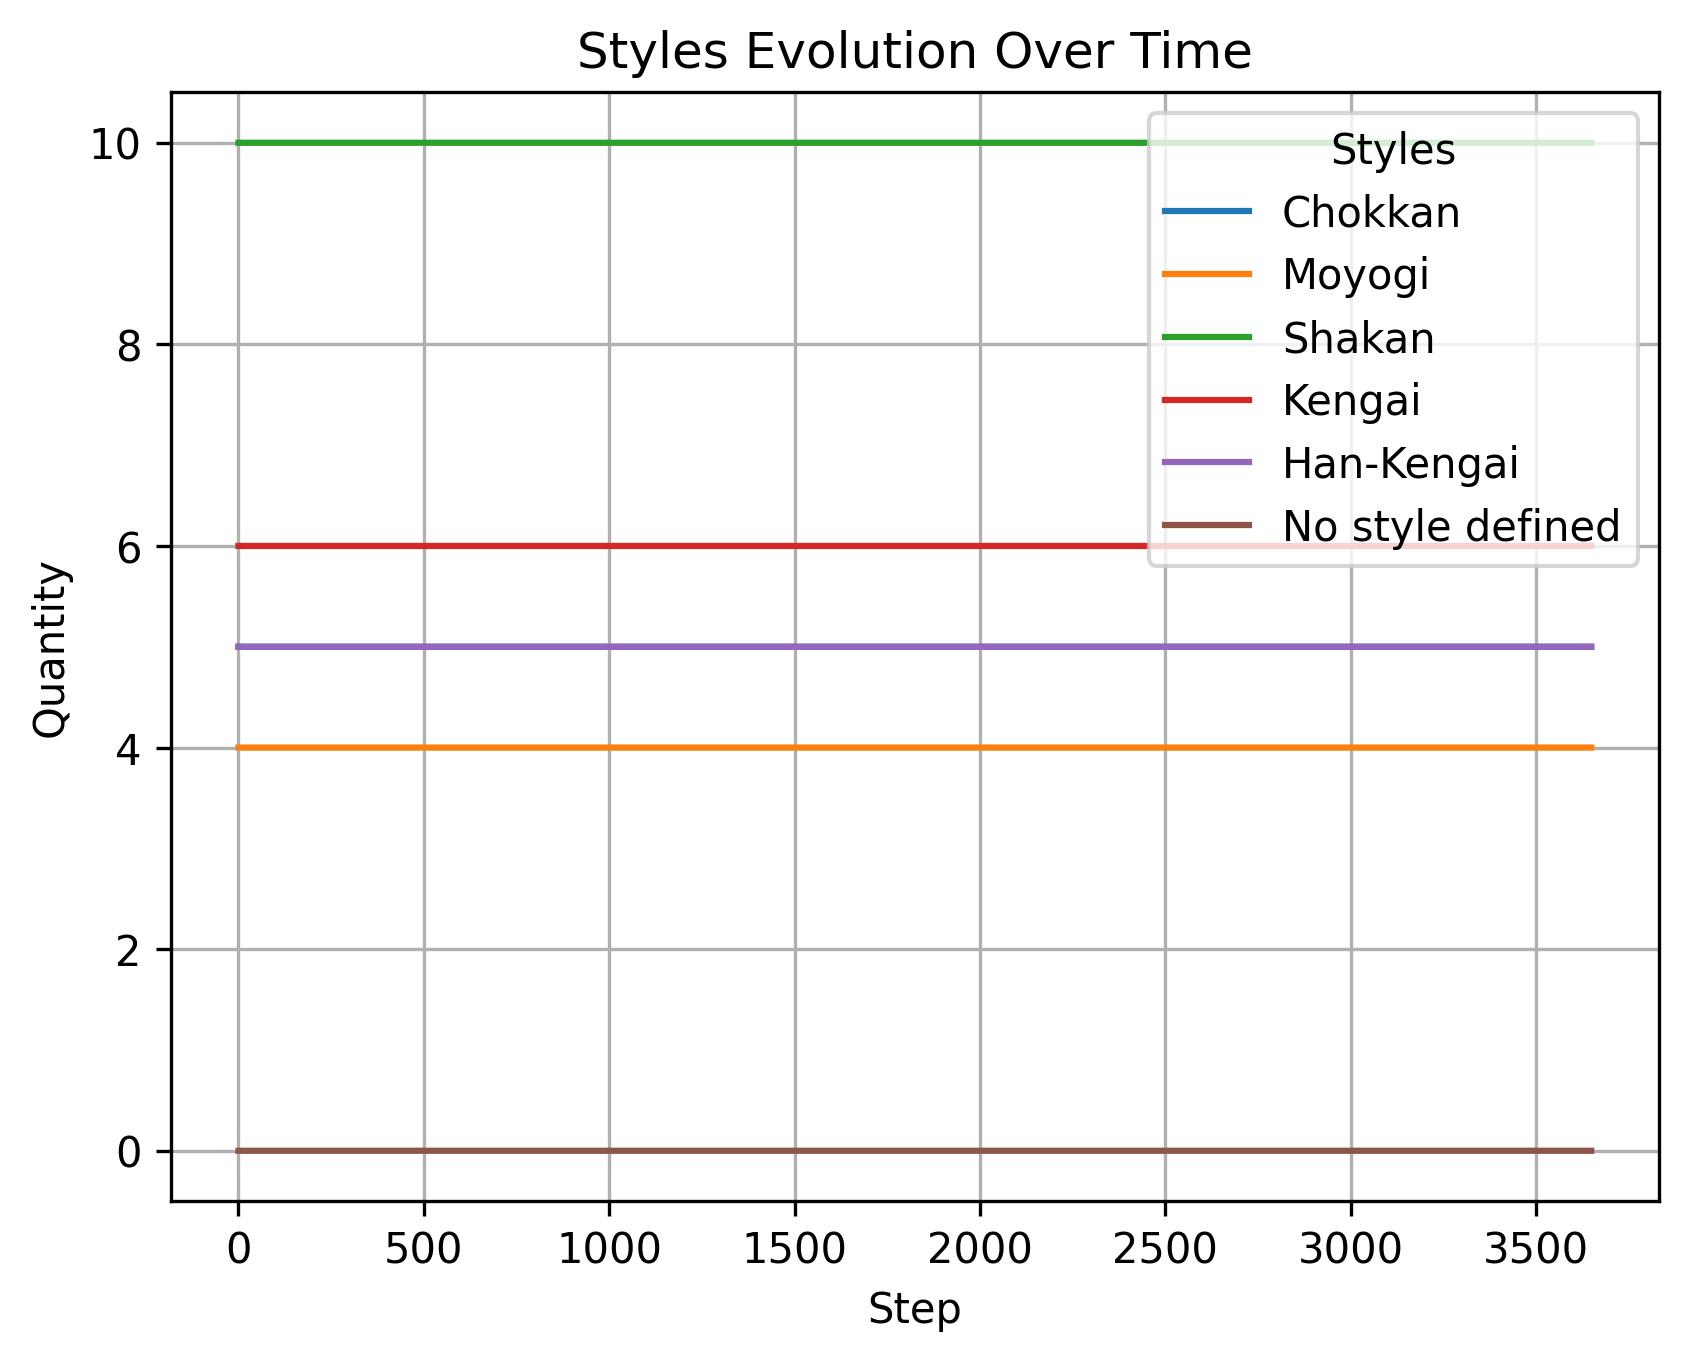 Styles Evolution Over Time
Styles
Chokkan
Moyogi
Shakan
Kengai
Han-Kengai
No style defined
Quantity
10
8
6
4
2
0
0 500 1000 1500 2000 2500 3000 3500
Step